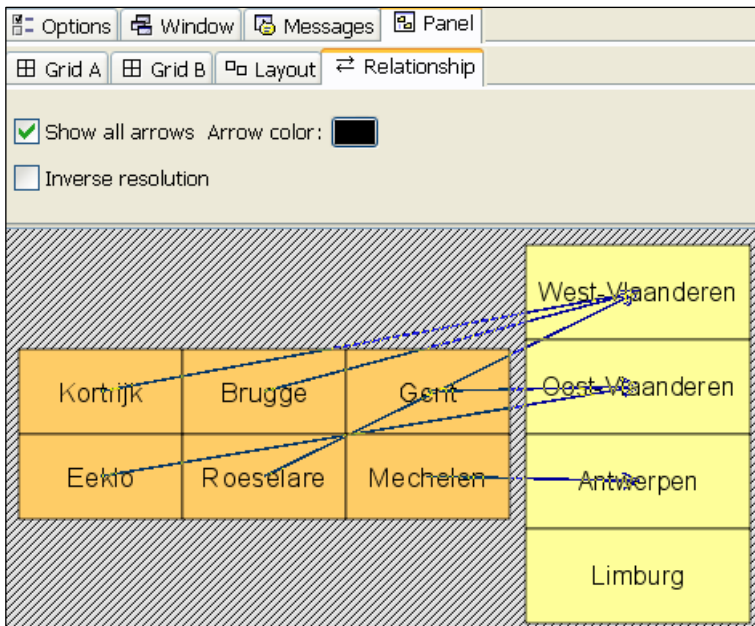 Options Window Messages Panel
Grid A Grid B Layout Relationship
Show all arrows Arrow color:
Inverse resolution
West-Vlaanderen
Kortrijk Brugge Gent Oost-Vlaanderen
Eeklo Roeselare Mechelen Antwerpen
Limburg